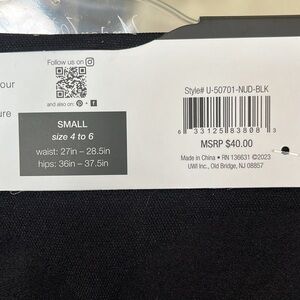 Follow us on
our
and also on:
ure
SMALL
size 4 to 6
waist: 27in – 28.5in
hips: 36in – 37.5in
Style# U-50701-NUD-BLK
6 33125 83808 3
MSRP $40.00
Made in China • RN 136631 ©2023
UWI Inc., Old Bridge, NJ 08857